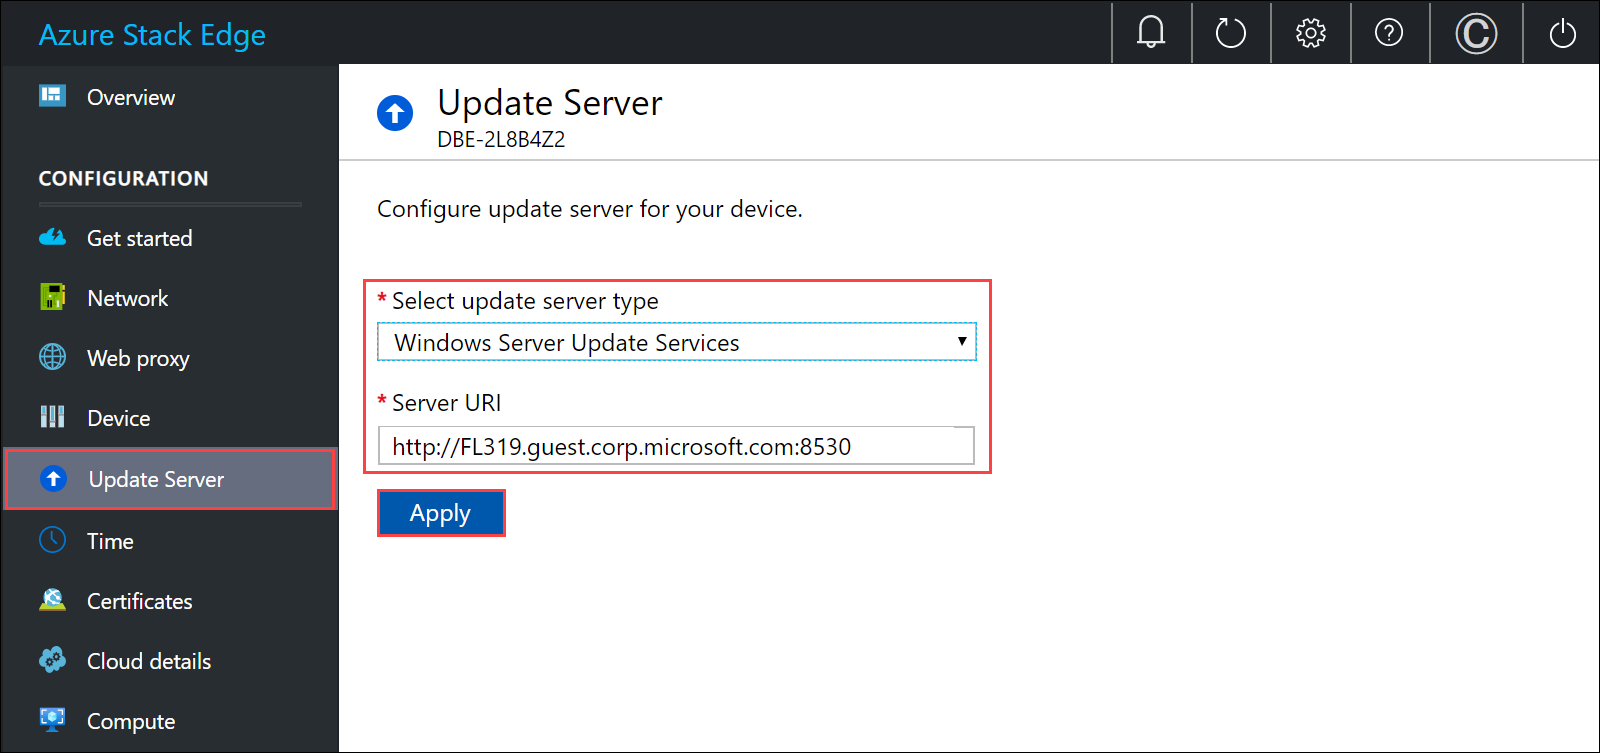 Azure Stack Edge
Overview
CONFIGURATION
Get started
Network
Web proxy
Device
Update Server
Time
Certificates
Cloud details
Compute
?
©
Update Server
DBE-2L8B4Z2
Configure update server for your device.
* Select update server type
Windows Server Update Services
* Server URI
http://FL319.guest.corp.microsoft.com:8530
Apply